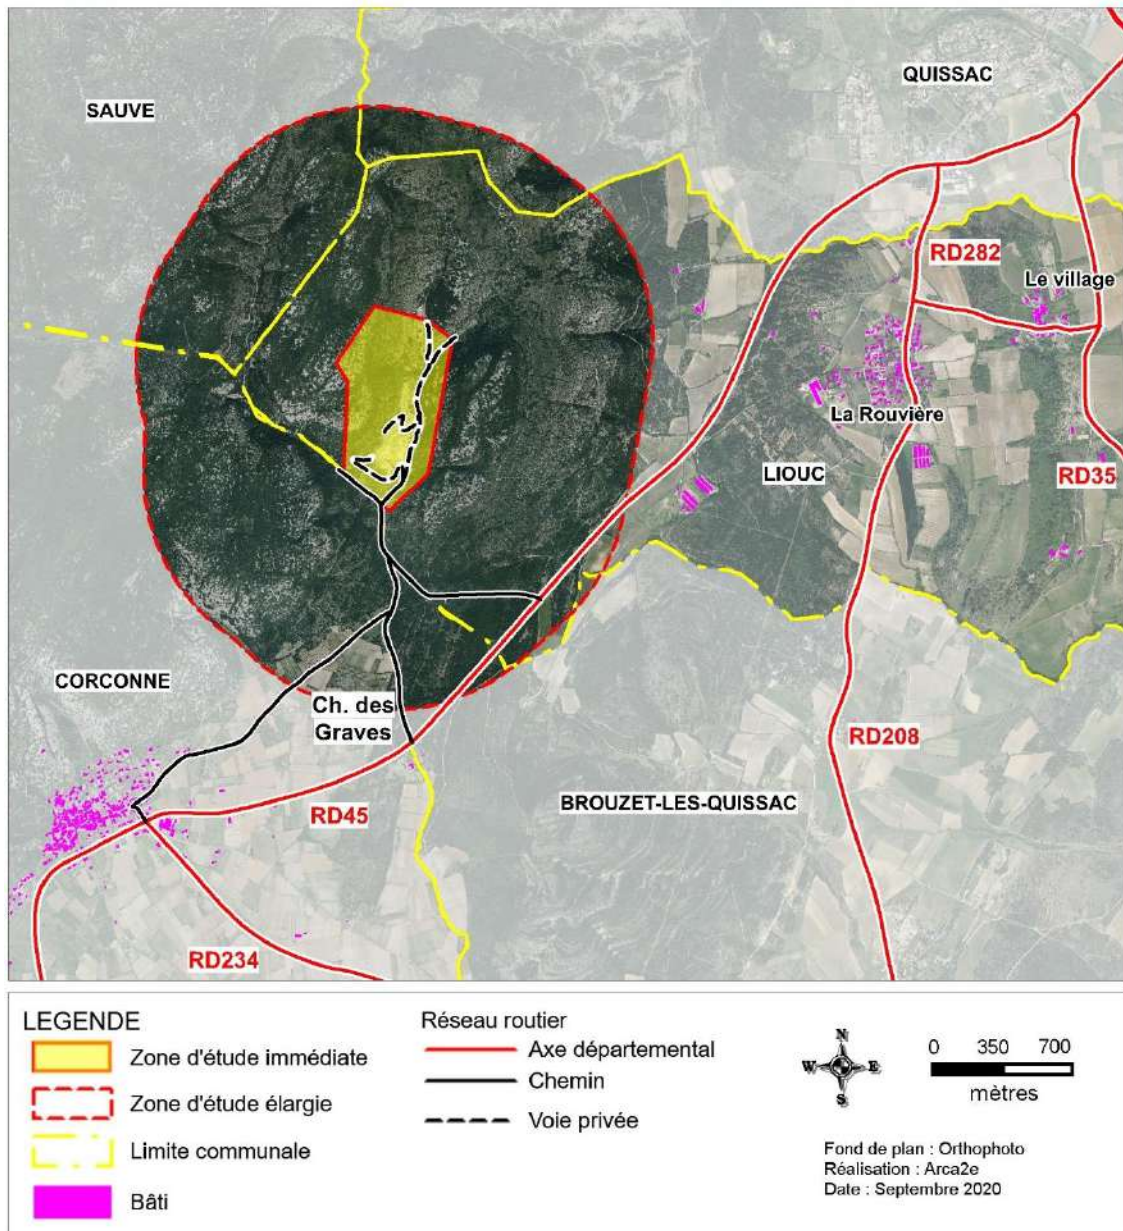 QUISSAC
SAUVE
RD282
Le village
La Rouvière
LIOUC
RD35
CORCONNE
Ch. des
Graves
RD208
BROUZET-LES-QUISSAC
RD45
RD234
LEGENDE
Zone d'étude immédiate
Zone d'étude élargie
Limite communale
Bâti
Réseau routier
Axe départemental
Chemin
Voie privée
N
W E
S
0 350 700
mètres
Fond de plan : Orthophoto
Réalisation : Arca2e
Date : Septembre 2020